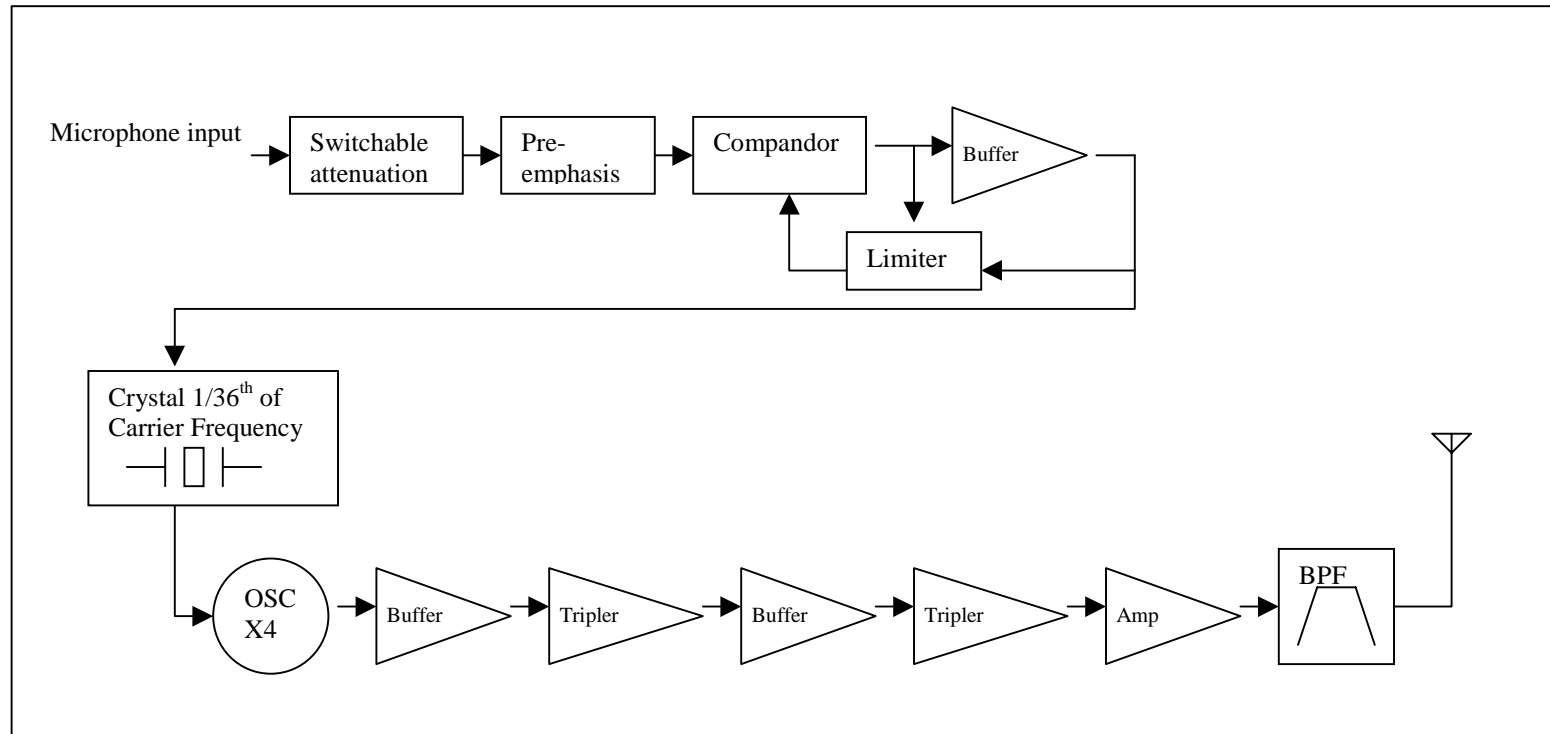 Microphone input
Switchable
attenuation
Pre-
emphasis
Compandor
Buffer
Limiter
Crystal 1/36th of
Carrier Frequency
OSC
X4
Buffer
Tripler
Buffer
Tripler
Amp
BPF